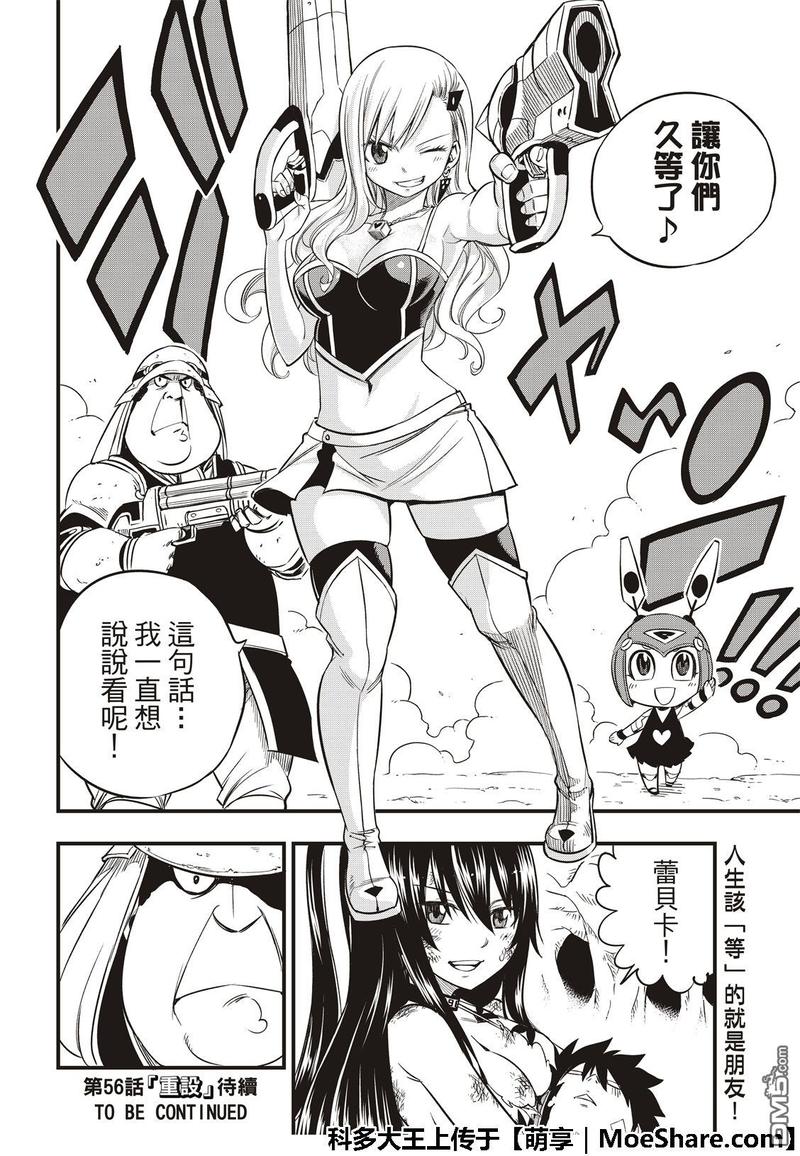 讓你們
久等了♪
這句話…
我一直想
說說看呢！
蕾貝卡！
人生該「等」的就是朋友！
第56話『重設』待續
TO BE CONTINUED
科多大王上传于【萌享】MoeShare.com】
DM5.com